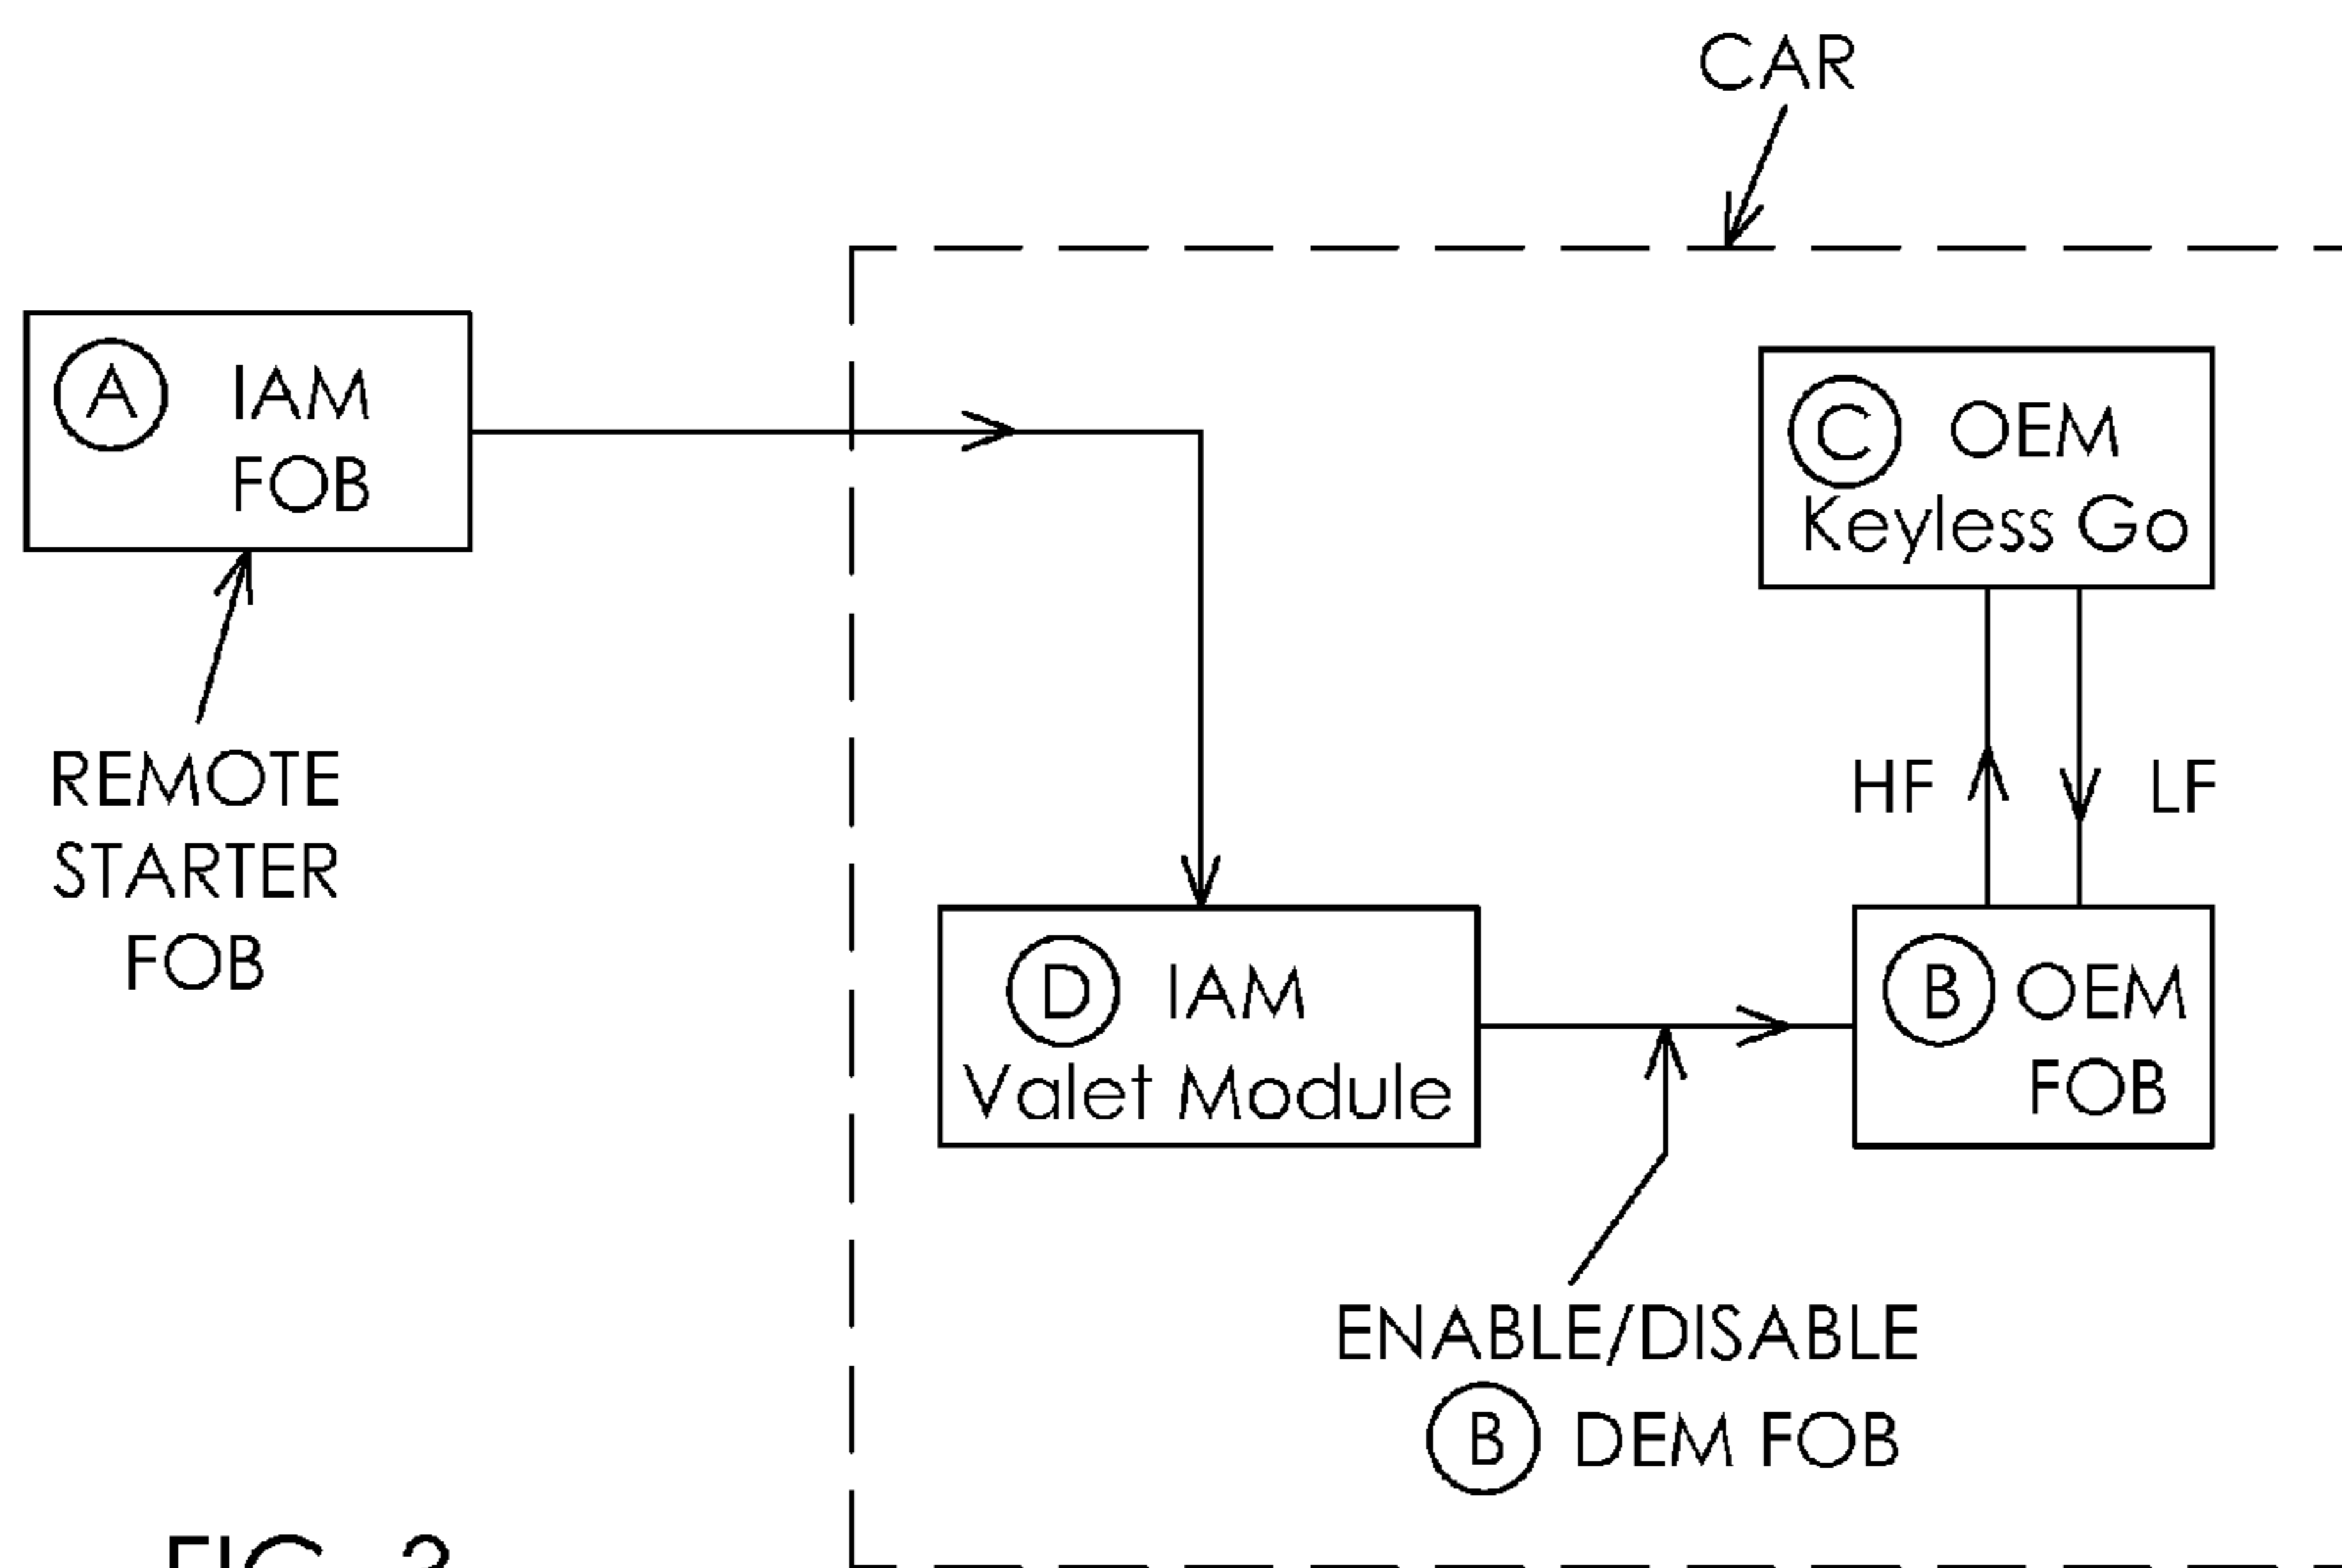 CAR
A IAM
FOB
C OEM
Keyless Go
REMOTE
STARTER
FOB
HF LF
D IAM
Valet Module
B OEM
FOB
ENABLE/DISABLE
B DEM FOB